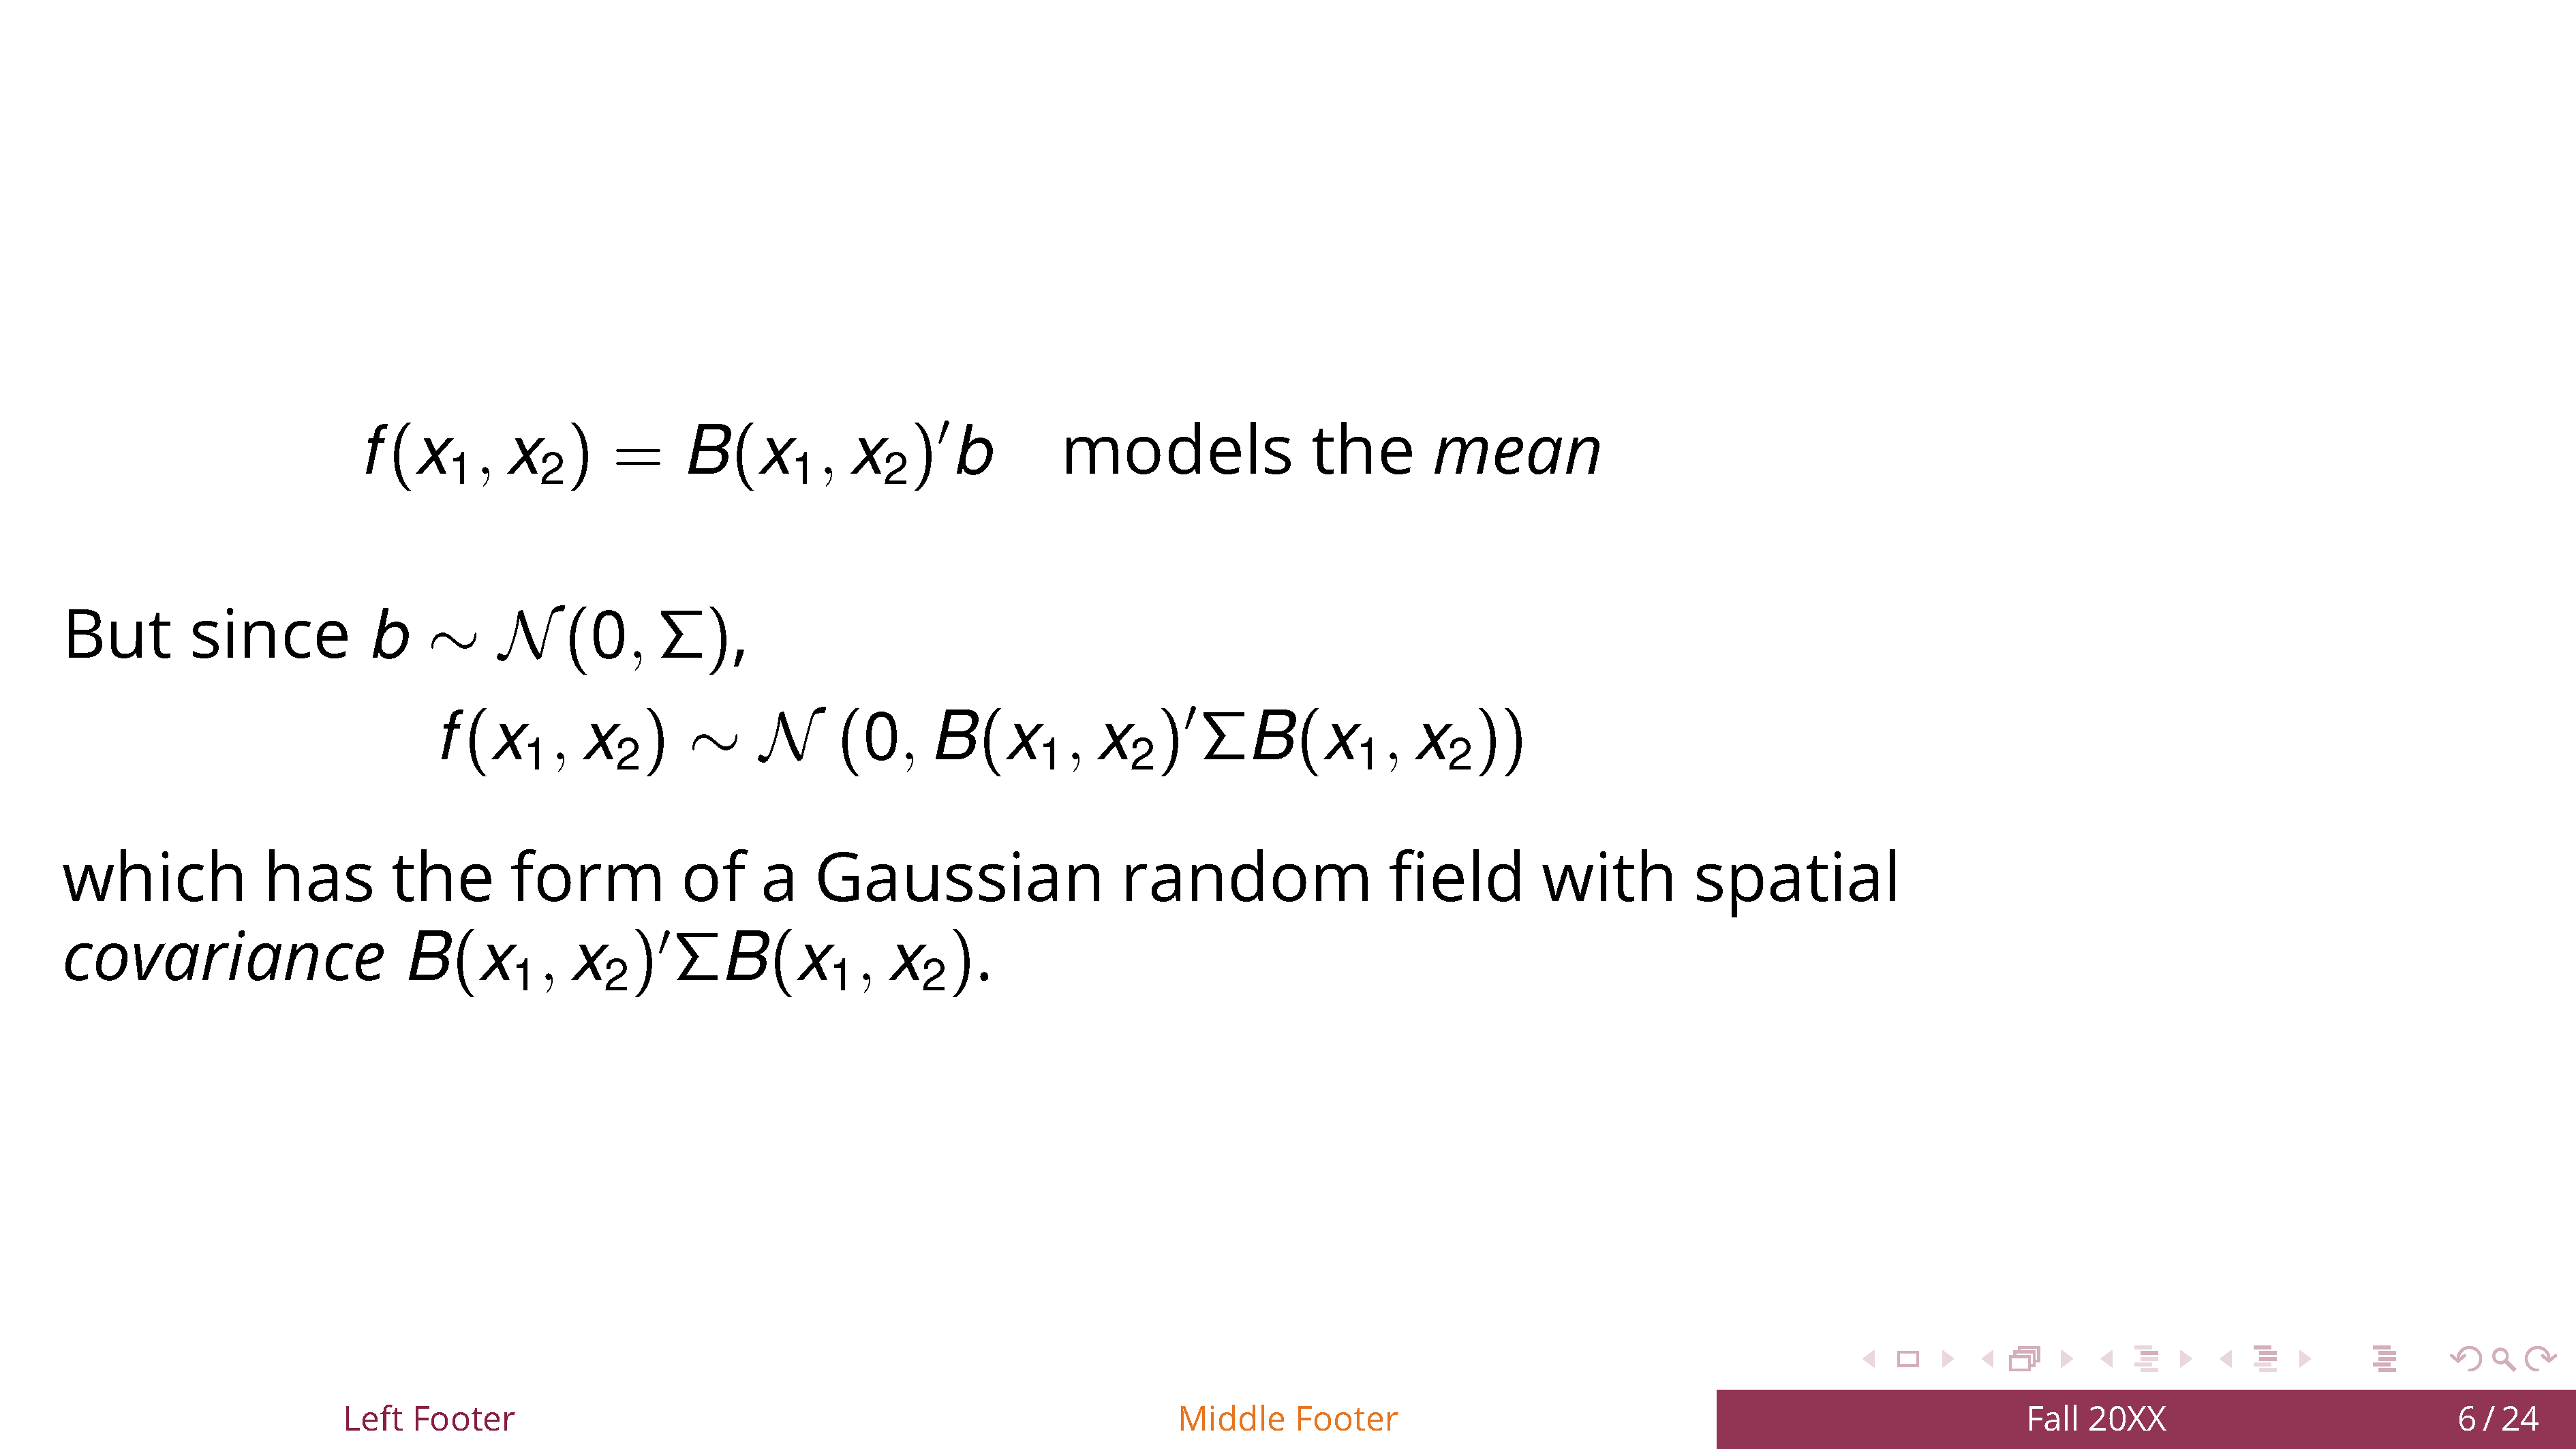 f(x₁, x₂) = B(x₁, x₂)′b models the mean
But since b ∼ 𝒩(0, Σ),
f(x₁, x₂) ∼ 𝒩 (0, B(x₁, x₂)′ΣB(x₁, x₂))
which has the form of a Gaussian random field with spatial
covariance B(x₁, x₂)′ΣB(x₁, x₂).
Left Footer Middle Footer Fall 20XX 6 / 24